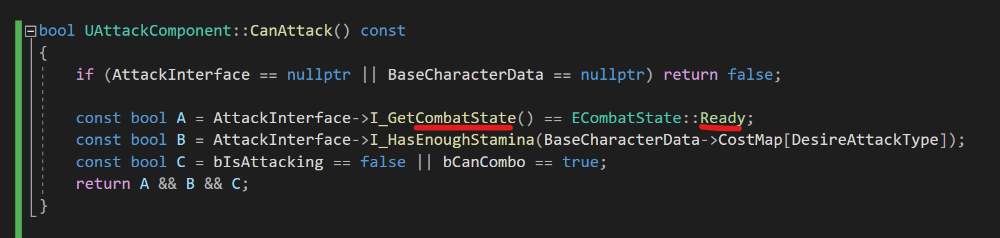 bool UAttackComponent::CanAttack() const
{
if (AttackInterface == nullptr || BaseCharacterData == nullptr) return false;
const bool A = AttackInterface->I_GetCombatState() == ECombatState::Ready;
const bool B = AttackInterface->I_HasEnoughStamina(BaseCharacterData->CostMap[DesireAttackType]);
const bool C = bIsAttacking == false || bCanCombo == true;
return A && B && C;
}